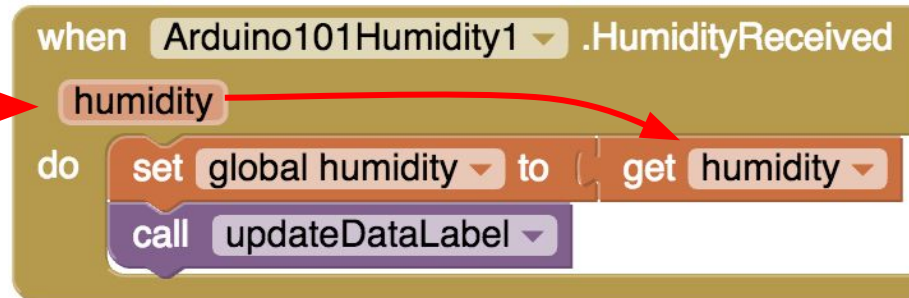 when Arduino101Humidity1 .HumidityReceived
humidity
do set global humidity to get humidity
call updateDataLabel